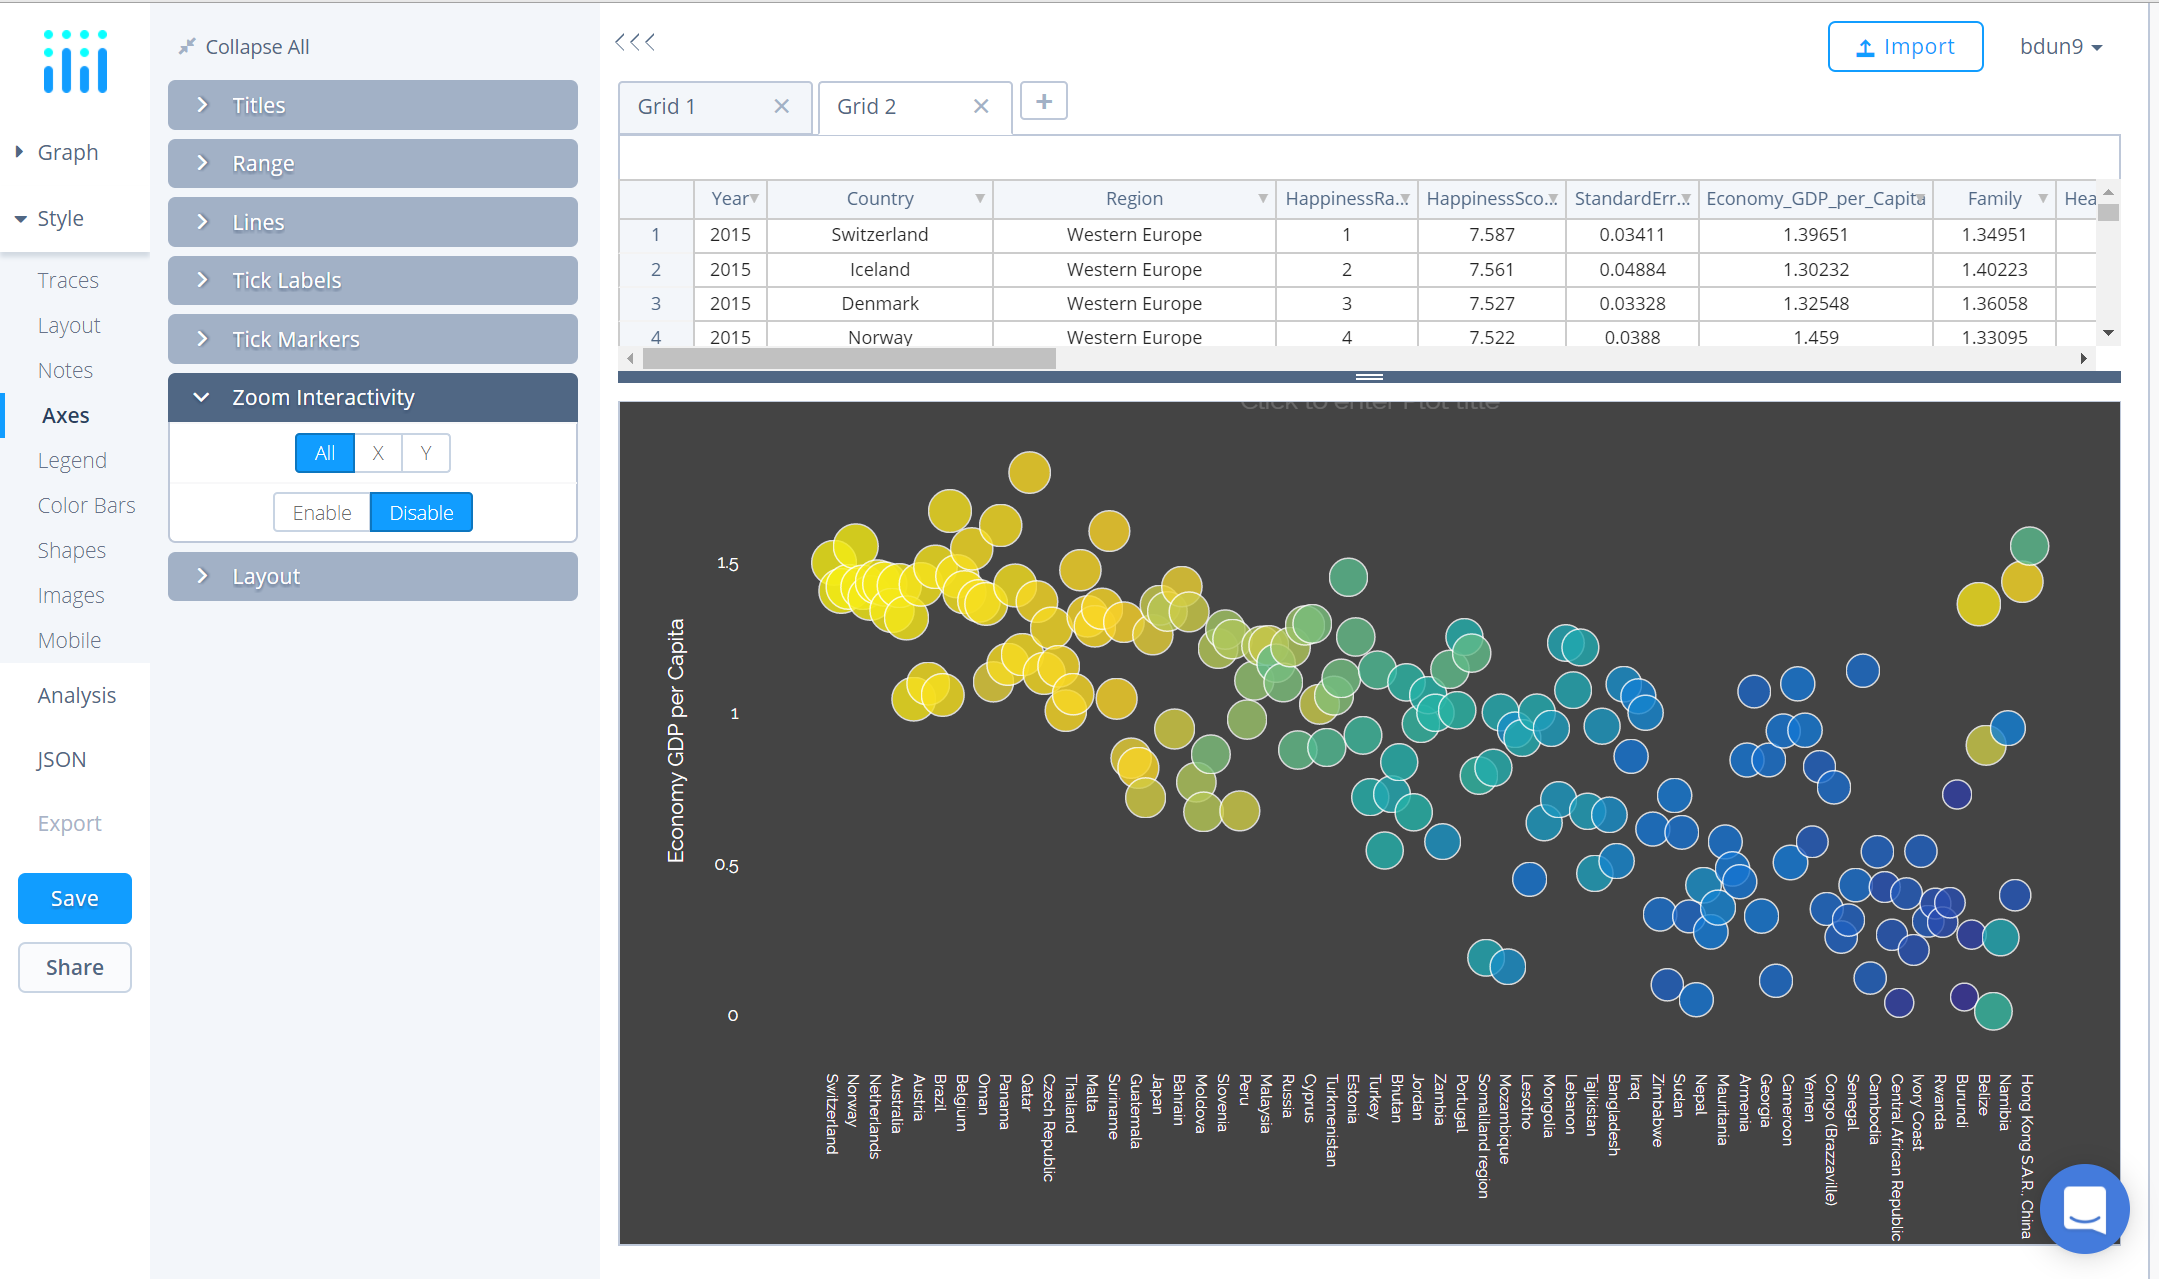 Collapse All
Titles
Range
Lines
Tick Labels
Tick Markers
Zoom Interactivity
All X Y
Enable Disable
Layout
Graph
Style
Traces
Layout
Notes
Axes
Legend
Color Bars
Shapes
Images
Mobile
Analysis
JSON
Export
Save
Share
Import
bdun9
Grid 1
Grid 2
Year Country Region HappinessRa... HappinessSco... StandardErr... Economy_GDP_per_Capita Family Hea
1 2015 Switzerland Western Europe 1 7.587 0.03411 1.39651 1.34951
2 2015 Iceland Western Europe 2 7.561 0.04884 1.30232 1.40223
3 2015 Denmark Western Europe 3 7.527 0.03328 1.32548 1.36058
4 2015 Norway Western Europe 4 7.522 0.0388 1.459 1.33095
Click to enter Plot title
Economy GDP per Capita
1.5
1
0.5
0
Switzerland
Norway
Netherlands
Australia
Austria
Brazil
Belgium
Oman
Panama
Qatar
Czech Republic
Thailand
Malta
Suriname
Guatemala
Japan
Bahrain
Moldova
Slovenia
Peru
Malaysia
Russia
Cyprus
Turkmenistan
Estonia
Turkey
Bhutan
Jordan
Zambia
Portugal
Somaliland region
Mozambique
Lesotho
Mongolia
Lebanon
Tajikistan
Bangladesh
Iraq
Zimbabwe
Sudan
Nepal
Mauritania
Armenia
Georgia
Cameroon
Yemen
Congo (Brazzaville)
Senegal
Cambodia
Central African Republic
Ivory Coast
Rwanda
Burundi
Belize
Namibia
Hong Kong S.A.R., China